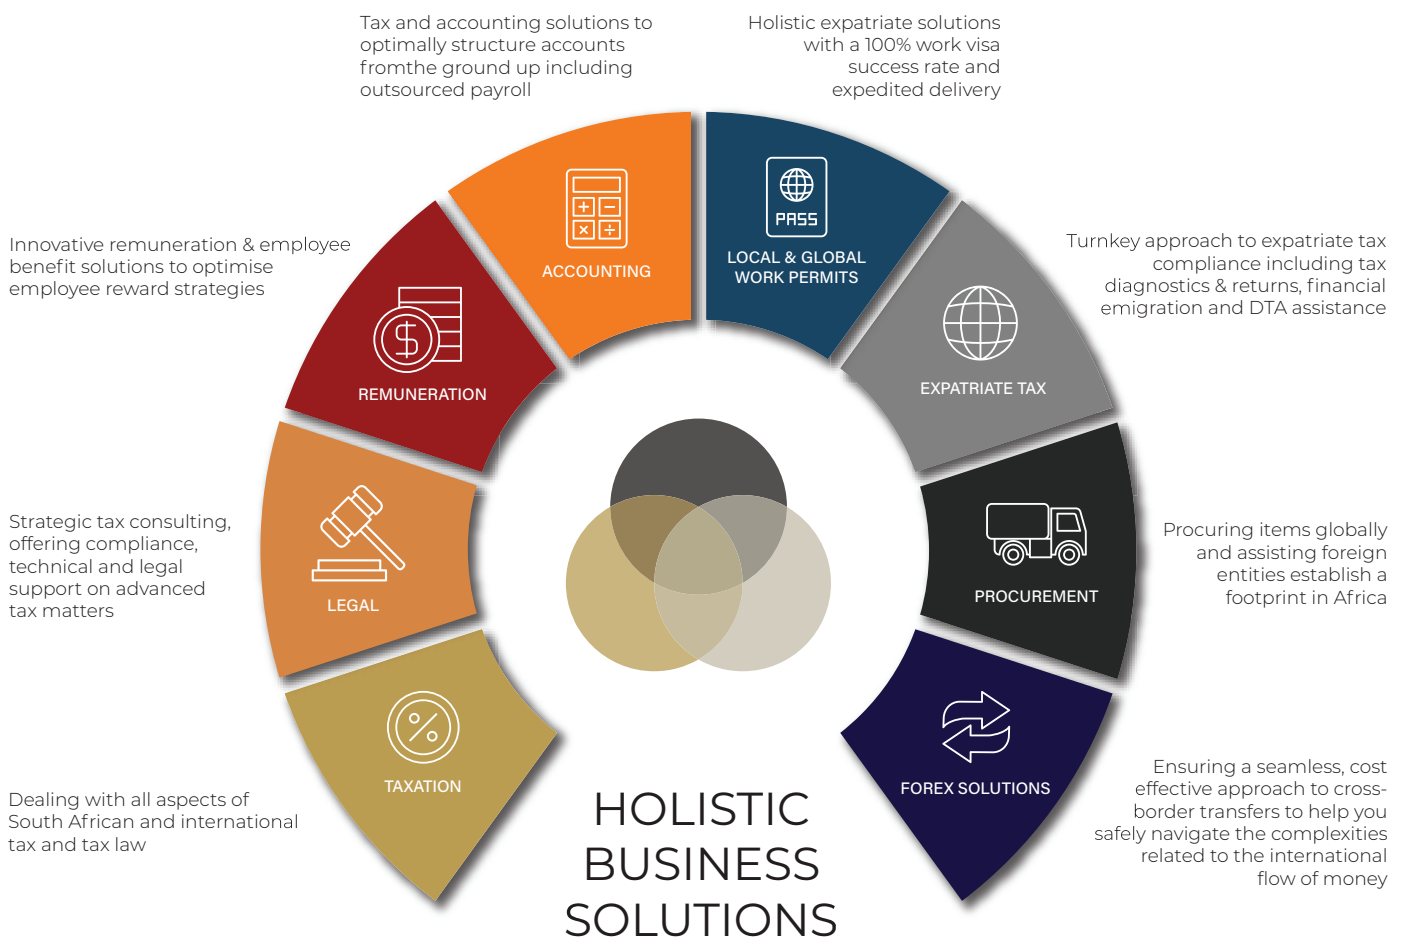 Tax and accounting solutions to
optimally structure accounts
fromthe ground up including
outsourced payroll
Holistic expatriate solutions
with a 100% work visa
success rate and
expedited delivery
Innovative remuneration & employee
benefit solutions to optimise
employee reward strategies
Turnkey approach to expatriate tax
compliance including tax
diagnostics & returns, financial
emigration and DTA assistance
ACCOUNTING
PASS
LOCAL & GLOBAL
WORK PERMITS
$
REMUNERATION
EXPATRIATE TAX
Strategic tax consulting,
offering compliance,
technical and legal
support on advanced
tax matters
LEGAL
PROCUREMENT
Procuring items globally
and assisting foreign
entities establish a
footprint in Africa
%
TAXATION
FOREX SOLUTIONS
Dealing with all aspects of
South African and international
tax and tax law
Ensuring a seamless, cost
effective approach to cross-
border transfers to help you
safely navigate the complexities
related to the international
flow of money
HOLISTIC
BUSINESS
SOLUTIONS